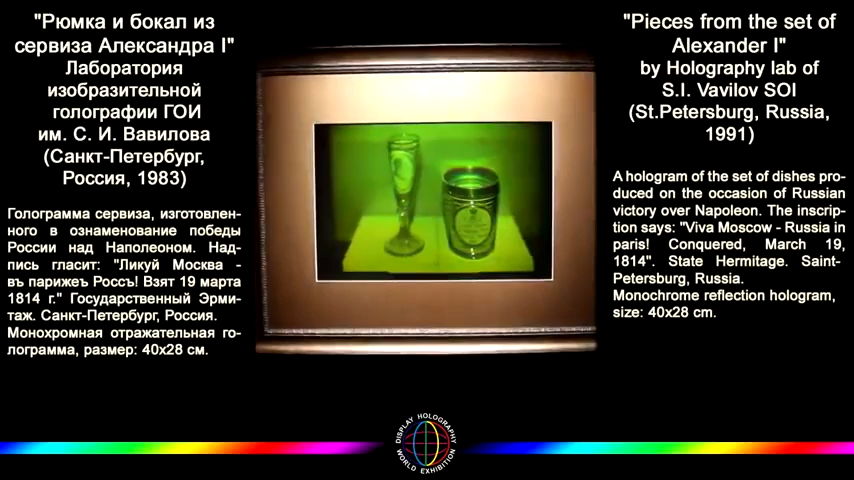 "Рюмка и бокал из
сервиза Александра I"
Лаборатория
изобразительной
голографии ГОИ
им. С. И. Вавилова
(Санкт-Петербург,
Россия, 1983)
Голограмма сервиза, изготовлен-
ного в ознаменование победы
России над Наполеоном. Над-
пись гласит: "Ликуй Москва -
въ парижеъ Россъ! Взят 19 марта
1814 г." Государственный Эрми-
таж. Санкт-Петербург, Россия.
Монохромная отражательная го-
лограмма, размер: 40x28 см.
"Pieces from the set of
Alexander I"
by Holography lab of
S.I. Vavilov SOI
(St.Petersburg, Russia,
1991)
A hologram of the set of dishes pro-
duced on the occasion of Russian
victory over Napoleon. The inscrip-
tion says: "Viva Moscow - Russia in
paris! Conquered, March 19,
1814". State Hermitage. Saint-
Petersburg, Russia.
Monochrome reflection hologram,
size: 40x28 cm.
DISPLAY HOLOGRAPHY
WORLD EXHIBITION